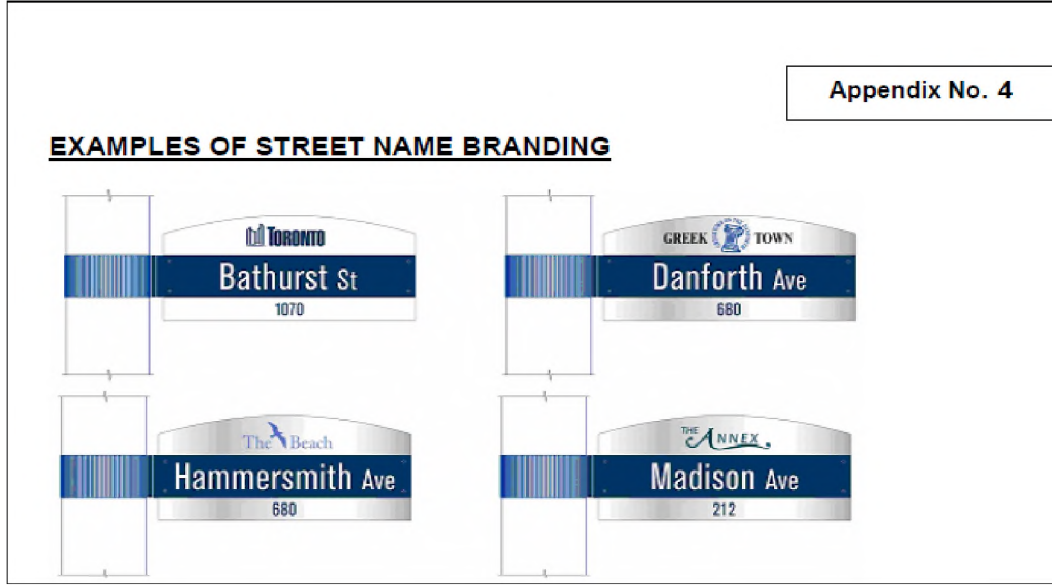 Appendix No. 4
EXAMPLES OF STREET NAME BRANDING
TORONTO
Bathurst St
1070
GREEK TOWN
Danforth Ave
680
The Beach
Hammersmith Ave
680
THE ANNEX
Madison Ave
212